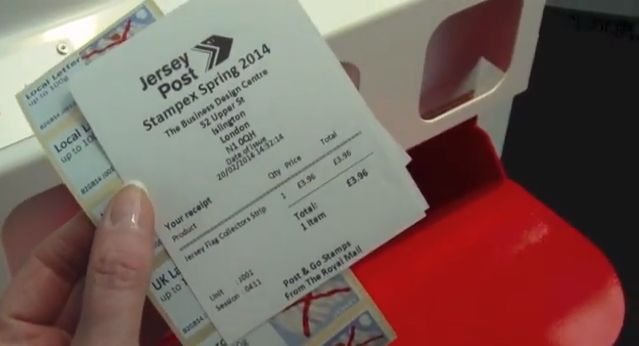 Local Letter
up to 100g
Local L
up to 10
UK L
up to
Jersey
Post
Stampex Spring 2014
The Business Design Centre
52 Upper St
Islington
London
N1 0QH
Date of Issue
20/02/2014 14:32:14
Your receipt
Product Qty Price Total
Jersey Flag Collectors Strip 1 £3.96 £3.96
Total: £3.96
1 Item
Unit : J001
Session : 0411
Post & Go Stamps
From The Royal Mail